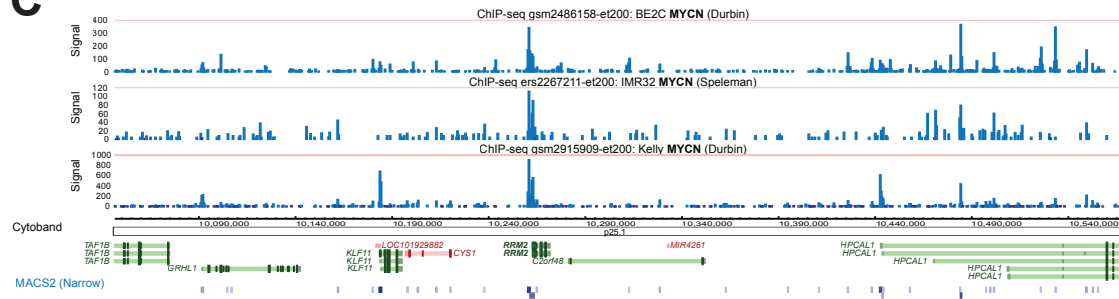 C
ChIP-seq gsm2486158-et200: BE2C MYCN (Durbin)
Signal
400
300
200
100
0
ChIP-seq ers2267211-et200: IMR32 MYCN (Speleman)
Signal
120
100
80
60
40
20
0
ChIP-seq gsm2915909-et200: Kelly MYCN (Durbin)
Signal
1000
800
600
400
200
0
10,090,000 10,140,000 10,190,000 10,240,000 10,290,000 10,340,000 10,390,000 10,440,000 10,490,000 10,540,000
Cytoband
p25.1
TAF1B LOC101929882 RRM2 MIR4261 HPCAL1
TAF1B KLF11 CYS1 RRM2 HPCAL1
TAF1B KLF11 C2orf48 HPCAL1
GRHL1 KLF11 HPCAL1
HPCAL1
MACS2 (Narrow)